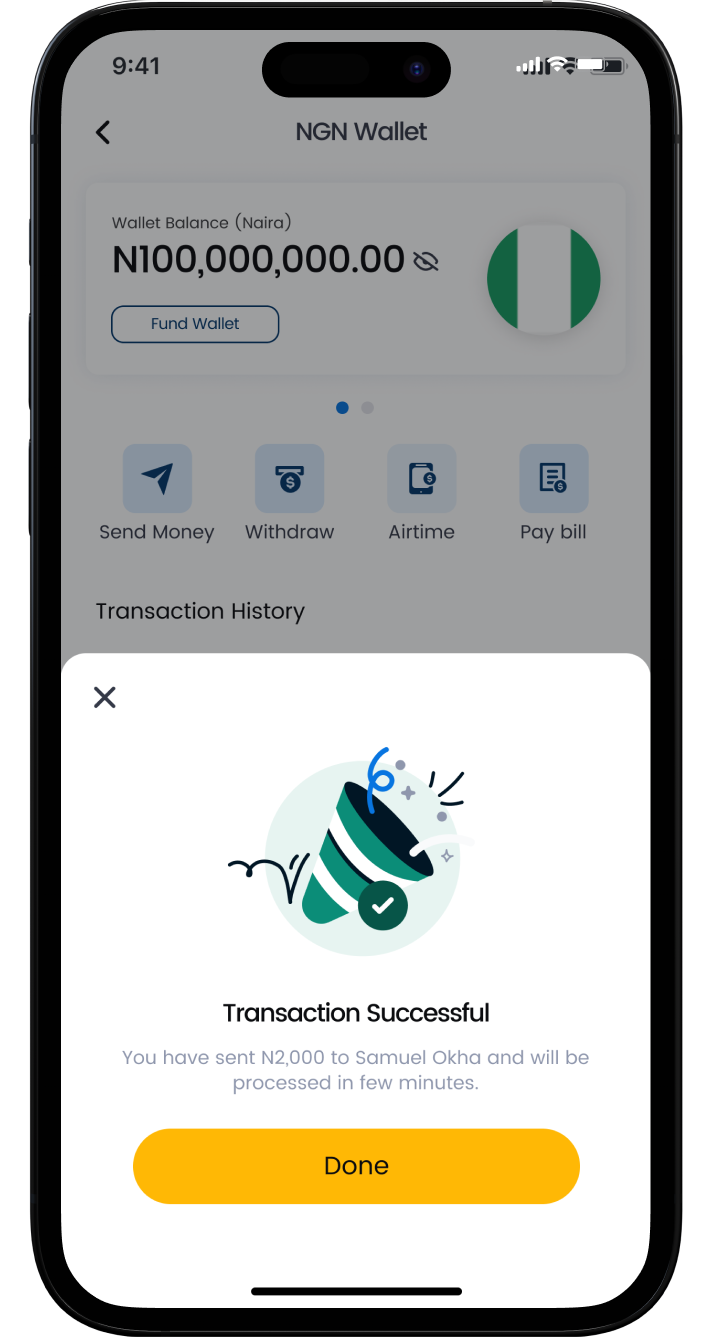 9:41
NGN Wallet
Wallet Balance (Naira)
N100,000,000.00
Fund Wallet
Send Money
Withdraw
Airtime
Pay bill
Transaction History
Transaction Successful
You have sent N2,000 to Samuel Okha and will be
processed in few minutes.
Done